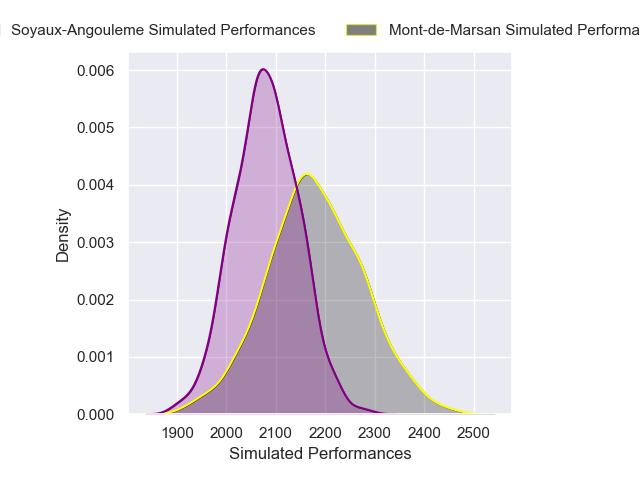 Soyaux-Angouleme Simulated Performances Mont-de-Marsan Simulated
0.006
0.005
0.004
0.003
0.002
0.001
0.000
Density
1900 2000 2100 2200 2300 2400 2500
Simulated Performances